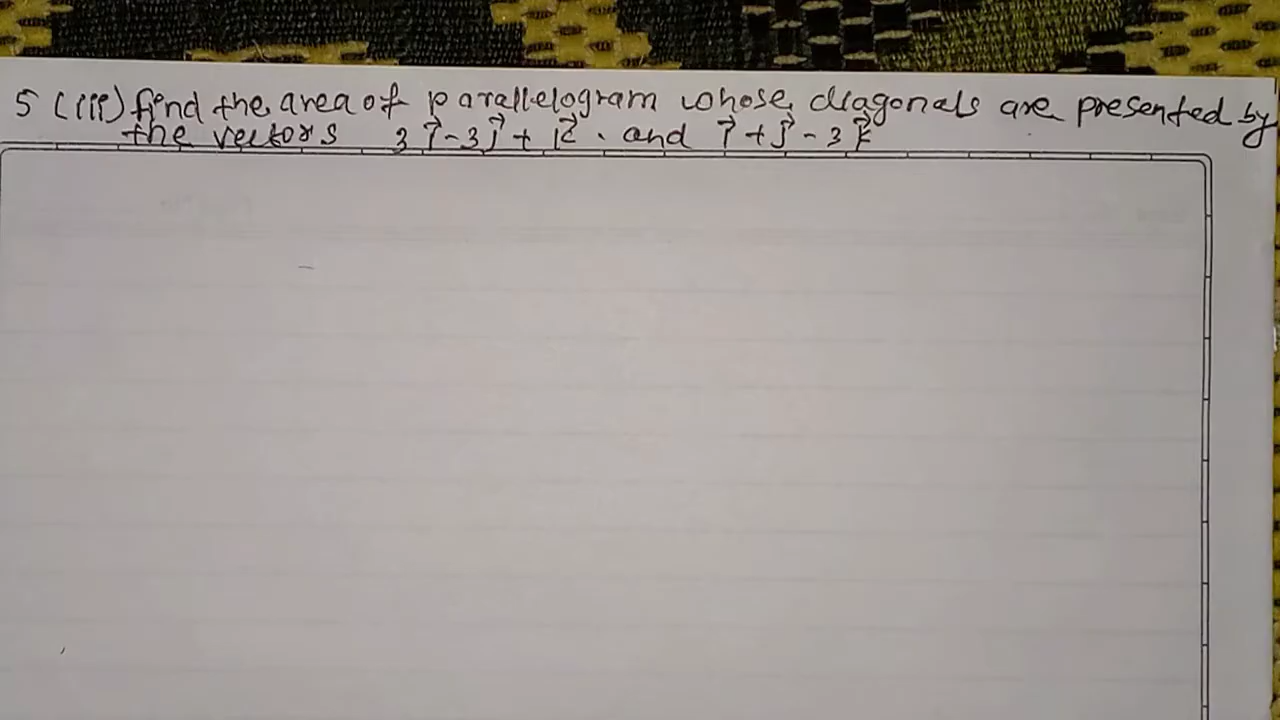 5 (iii) find the area of parallelogram whose diagonals are presented by
the vectors 3i⃗ - 3j⃗ + k⃗ . and i⃗ + j⃗ - 3k⃗